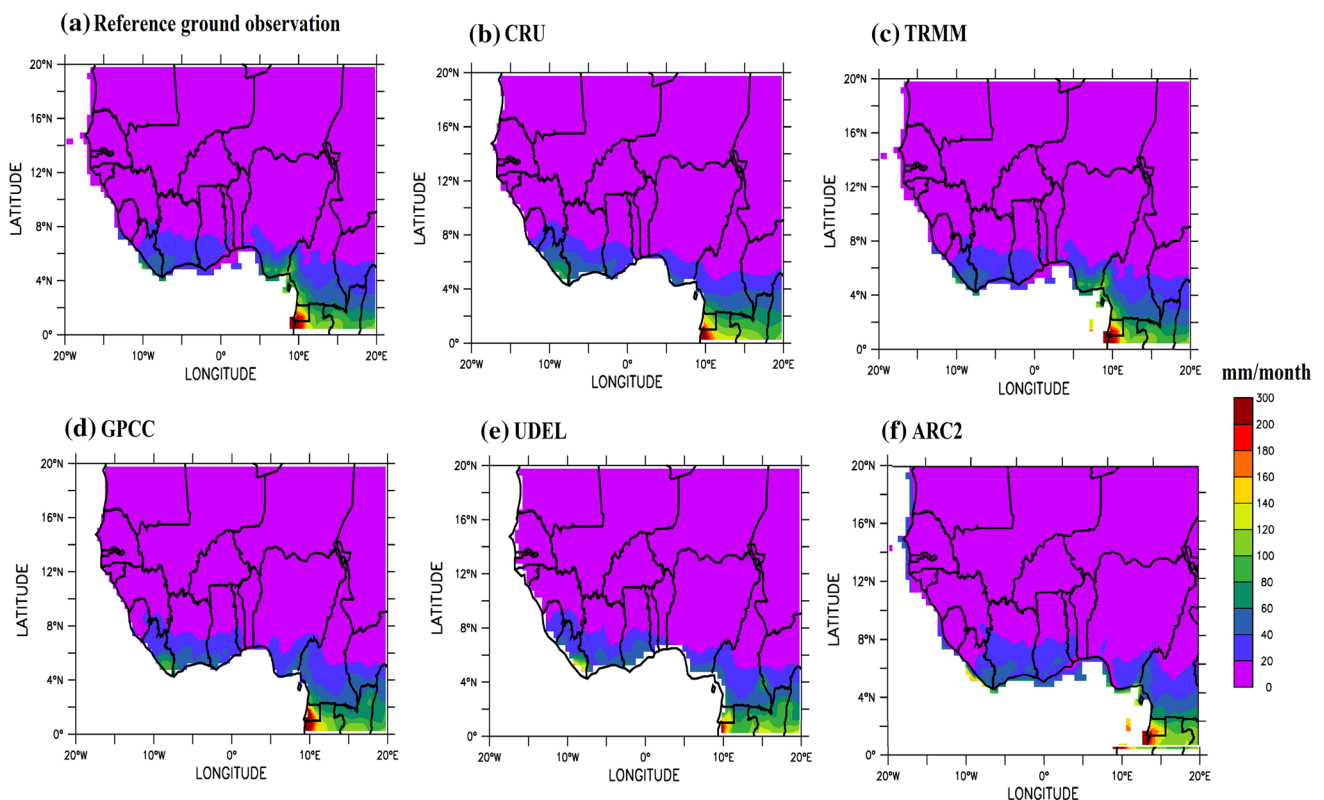 (a) Reference ground observation
20°N
16°N
12°N
8°N
4°N
0°
LATITUDE
20°W
10°W
0°
10°E
20°E
LONGITUDE
(b) CRU
20°N
16°N
12°N
8°N
4°N
0°
LATITUDE
20°W
10°W
0°
10°E
20°E
LONGITUDE
(c) TRMM
20°N
16°N
12°N
8°N
4°N
0°
LATITUDE
20°W
10°W
0°
10°E
20°E
LONGITUDE
(d) GPCC
20°N
16°N
12°N
8°N
4°N
0°
LATITUDE
20°W
10°W
0°
10°E
20°E
LONGITUDE
(e) UDEL
20°N
16°N
12°N
8°N
4°N
0°
LATITUDE
20°W
10°W
0°
10°E
20°E
LONGITUDE
(f) ARC2
20°N
16°N
12°N
8°N
4°N
0°
LATITUDE
20°W
10°W
0°
10°E
20°E
LONGITUDE
mm/month
300
200
180
160
140
120
100
80
60
40
20
0